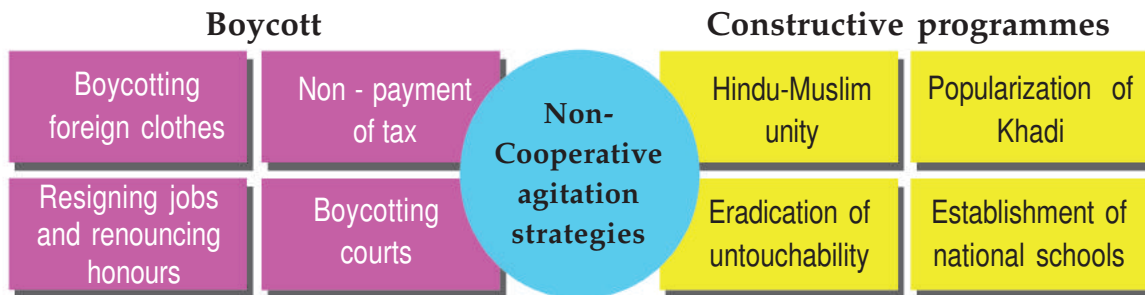 Boycott
Boycotting
foreign clothes
Non - payment
of tax
Resigning jobs
and renouncing
honours
Boycotting
courts
Non-
Cooperative
agitation
strategies
Constructive programmes
Hindu-Muslim
unity
Popularization of
Khadi
Eradication of
untouchability
Establishment of
national schools